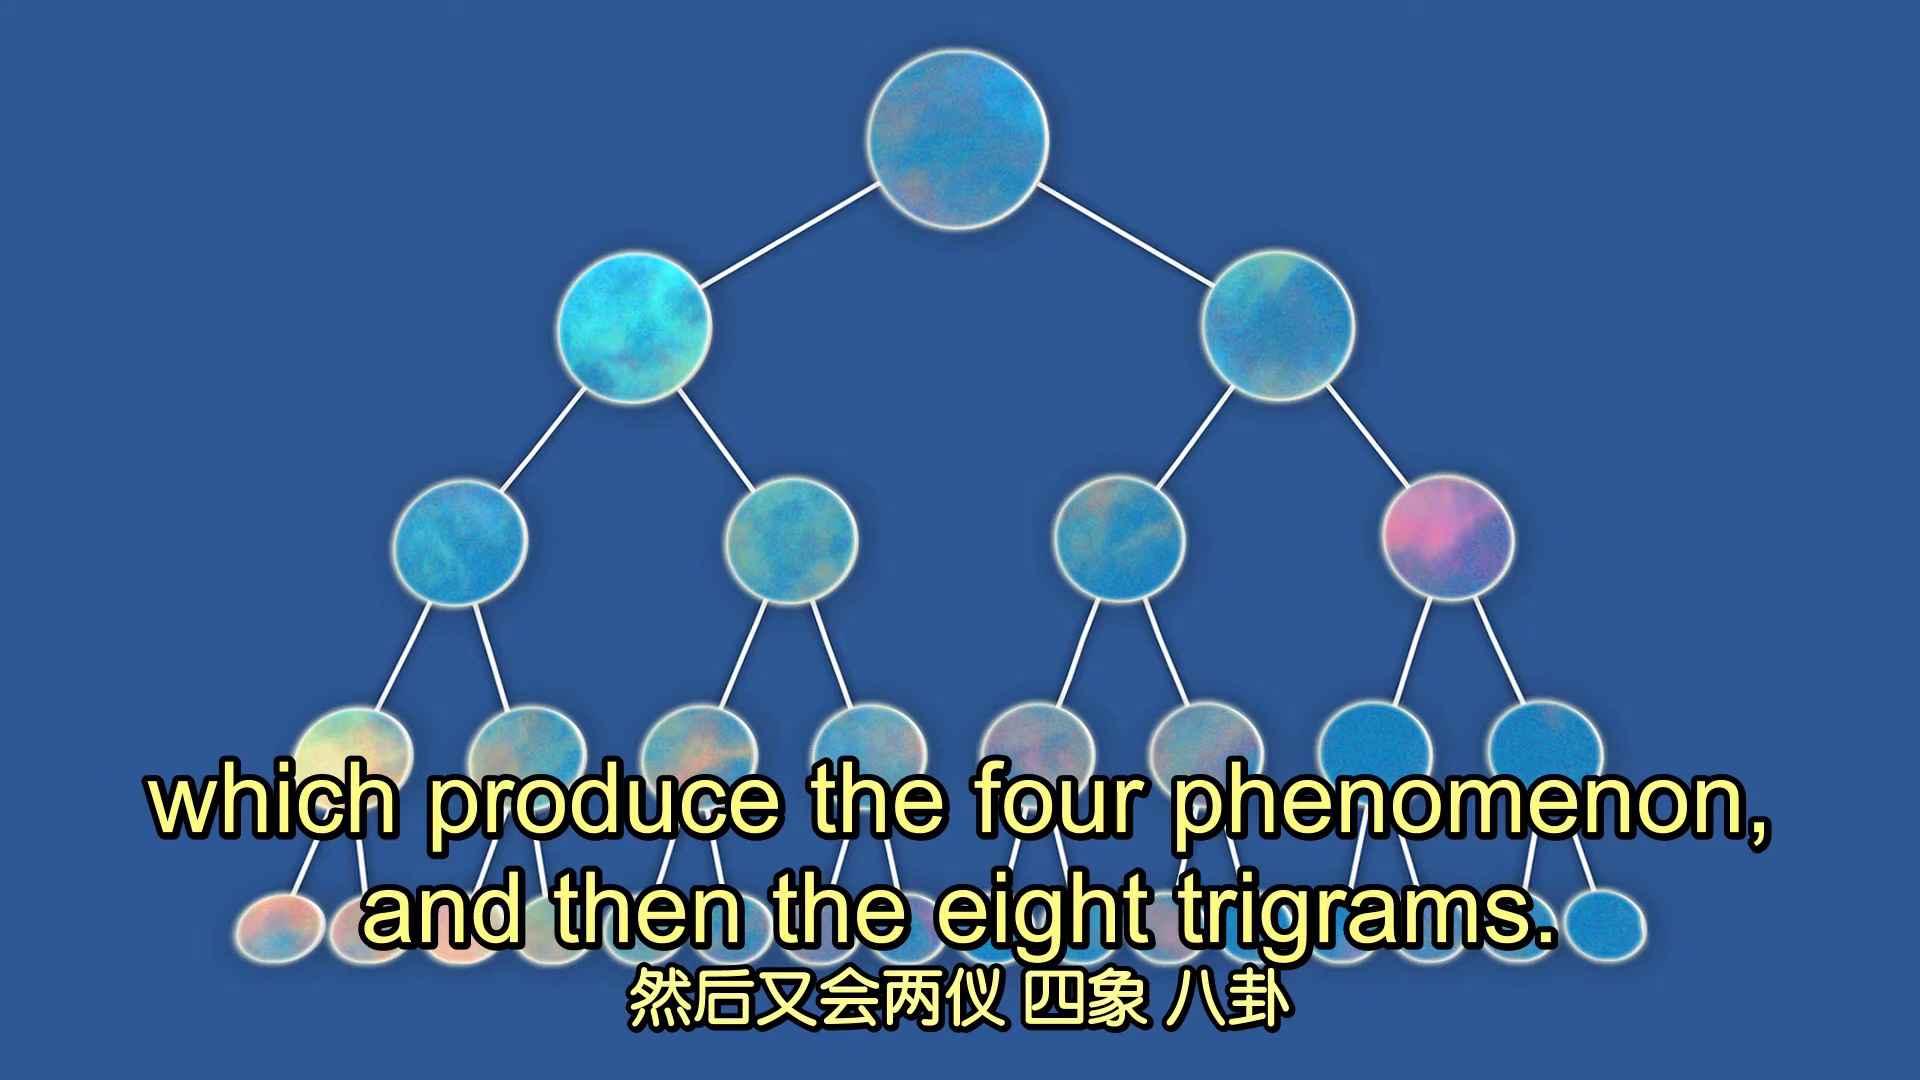 which produce the four phenomenon,
and then the eight trigrams.
然后又会两仪 四象 八卦